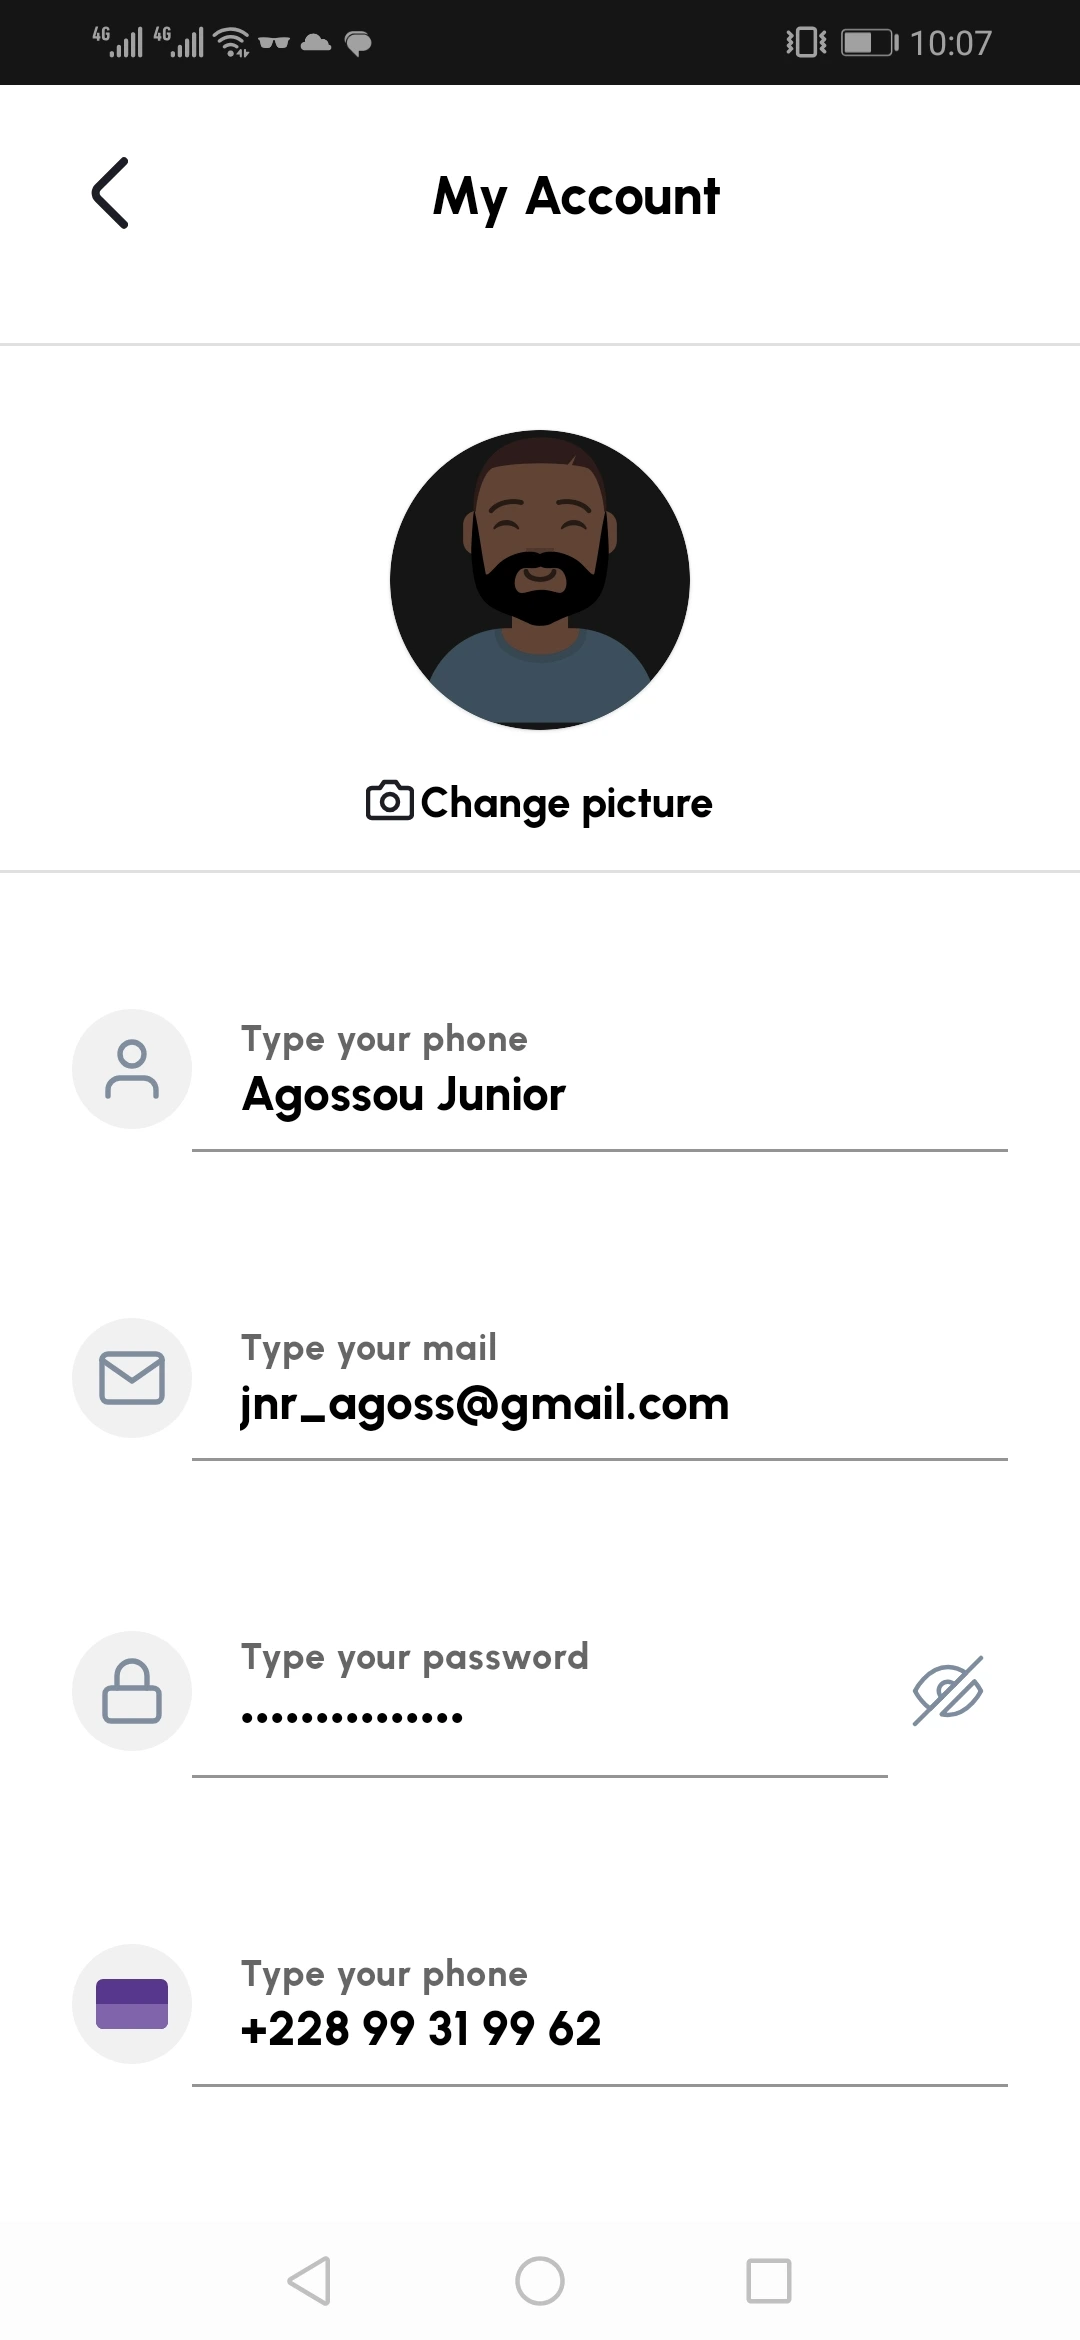 4G 4G 10:07
My Account
Change picture
Type your phone
Agossou Junior
Type your mail
jnr_agoss@gmail.com
Type your password
•••••••••••••••
Type your phone
+228 99 31 99 62